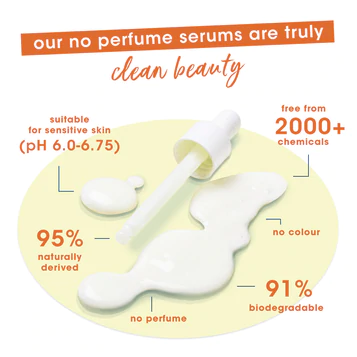 our no perfume serums are truly
clean beauty
suitable
for sensitive skin
(pH 6.0-6.75)
free from
2000+
chemicals
no colour
95%
naturally
derived
91%
biodegradable
no perfume